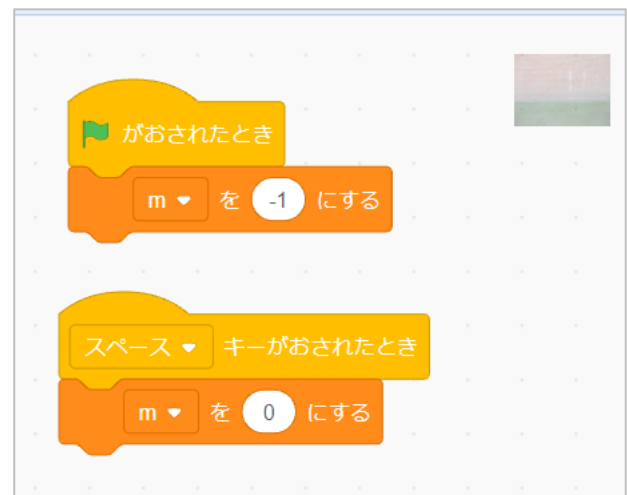 がおされたとき
m を -1 にする
スペース キーがおされたとき
m を 0 にする